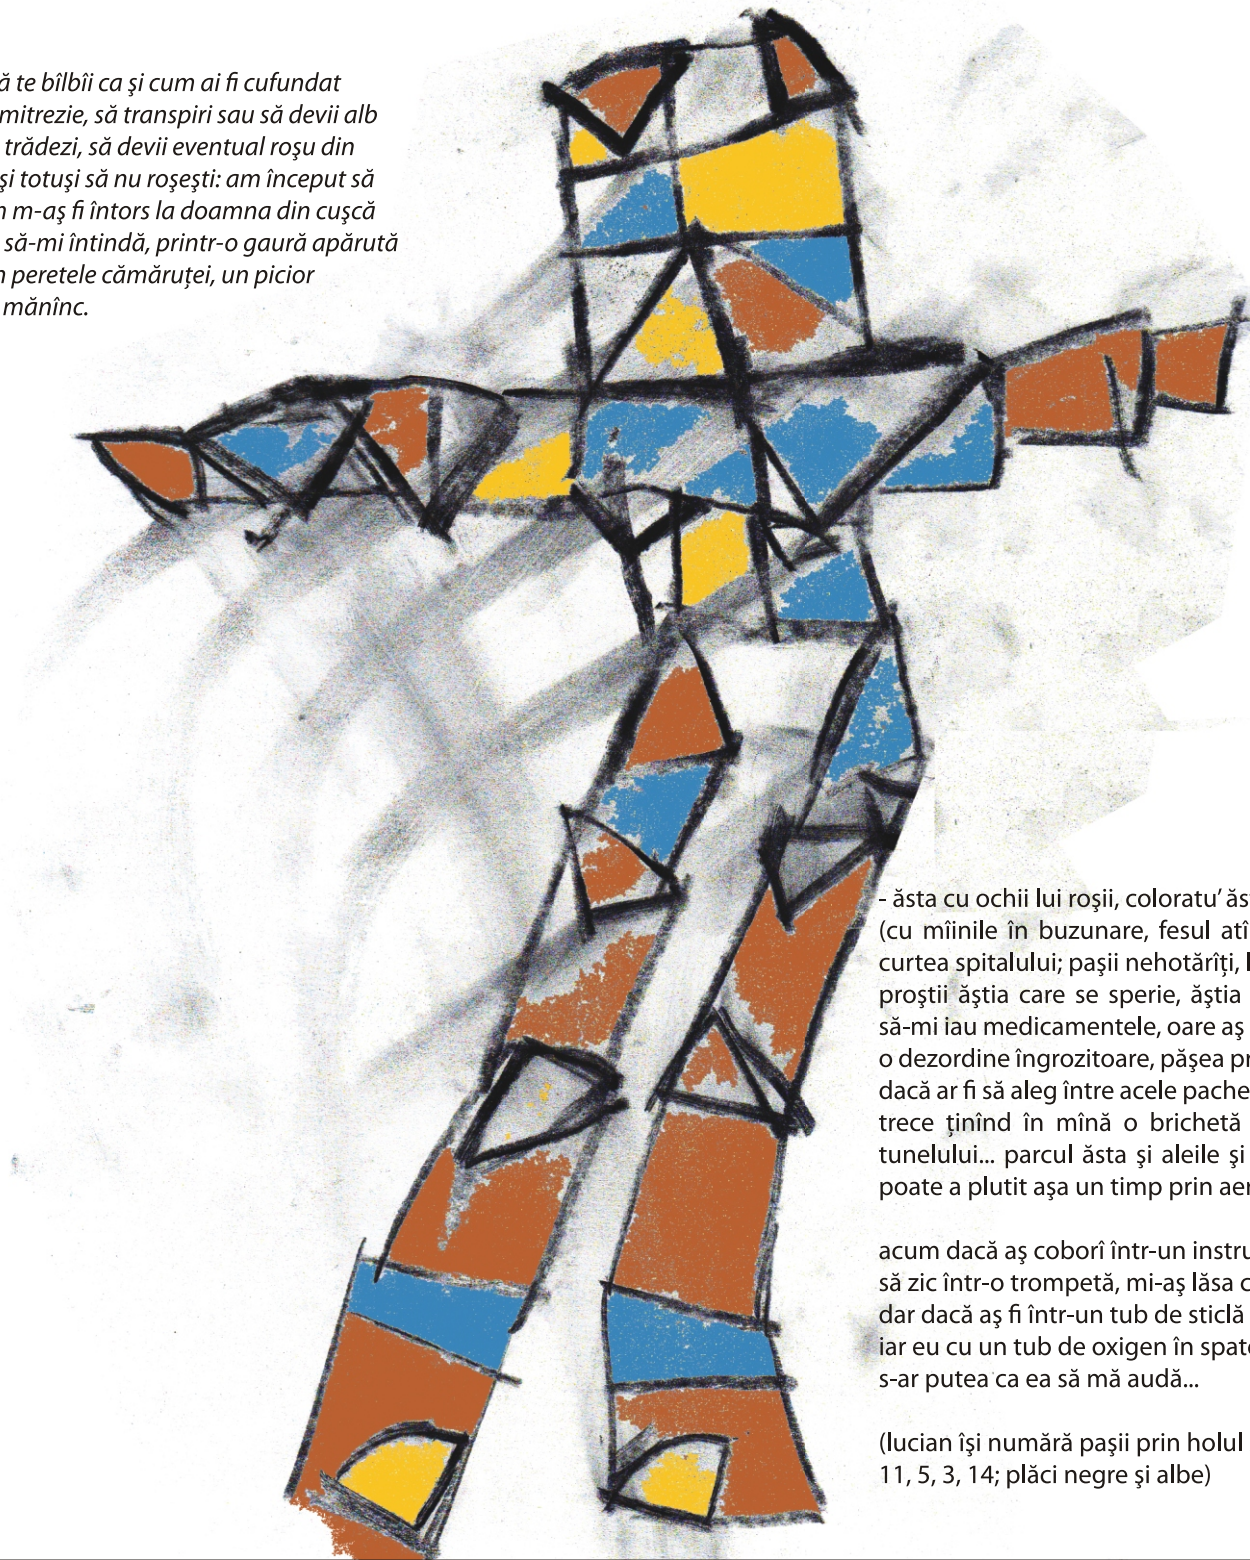 ă te bîlbîi ca şi cum ai fi cufundat
mitrezie, să transpiri sau să devii alb
trădezi, să devii eventual roşu din
şi totuşi să nu roşeşti: am început să
m-aş fi întors la doamna din cuşcă
să-mi întindă, printr-o gaură apărută
n peretele cămăruţei, un picior
mănînc.
- ăsta cu ochii lui roşii, coloratu’ ăs
(cu mîinile în buzunare, fesul atî
curtea spitalului; paşii nehotărîţi,
proştii ăştia care se sperie, ăştia
să-mi iau medicamentele, oare aş
o dezordine îngrozitoare, păşea pr
dacă ar fi să aleg între acele pache
trece ţinînd în mînă o brichetă
tunelului... parcul ăsta şi aleile şi
poate a plutit aşa un timp prin aer
acum dacă aş coborî într-un instru
să zic într-o trompetă, mi-aş lăsa
dar dacă aş fi într-un tub de sticlă
iar eu cu un tub de oxigen în spat
s-ar putea ca ea să mă audă...
(lucian îşi numără paşii prin holul
11, 5, 3, 14; plăci negre şi albe)